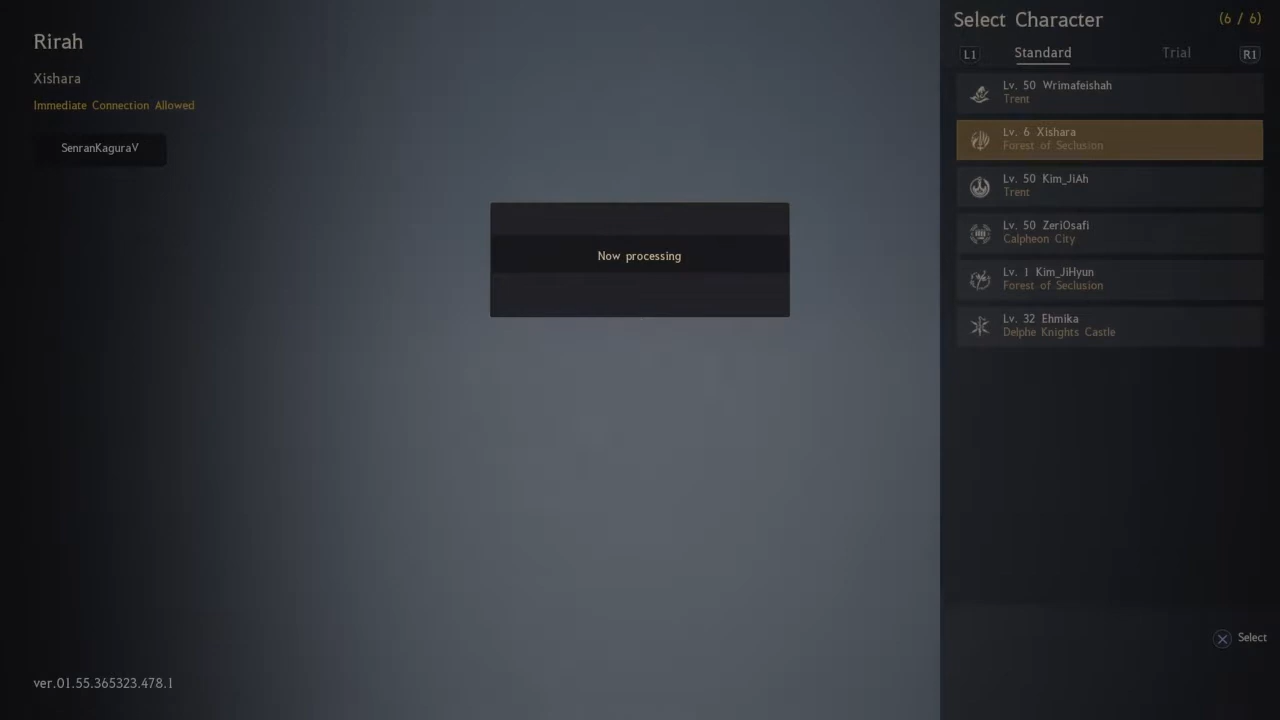 Rirah
Xishara
Immediate Connection Allowed
SenranKaguraV
Now processing
Select Character
(6 / 6)
L1 Standard Trial R1
Lv. 50 Wrimafeishah
Trent
Lv. 6 Xishara
Forest of Seclusion
Lv. 50 Kim_JiAh
Trent
Lv. 50 ZeriOsafi
Calpheon City
Lv. 1 Kim_JiHyun
Forest of Seclusion
Lv. 32 Ehmika
Delphe Knights Castle
Select
ver.01.55.365323.478.1